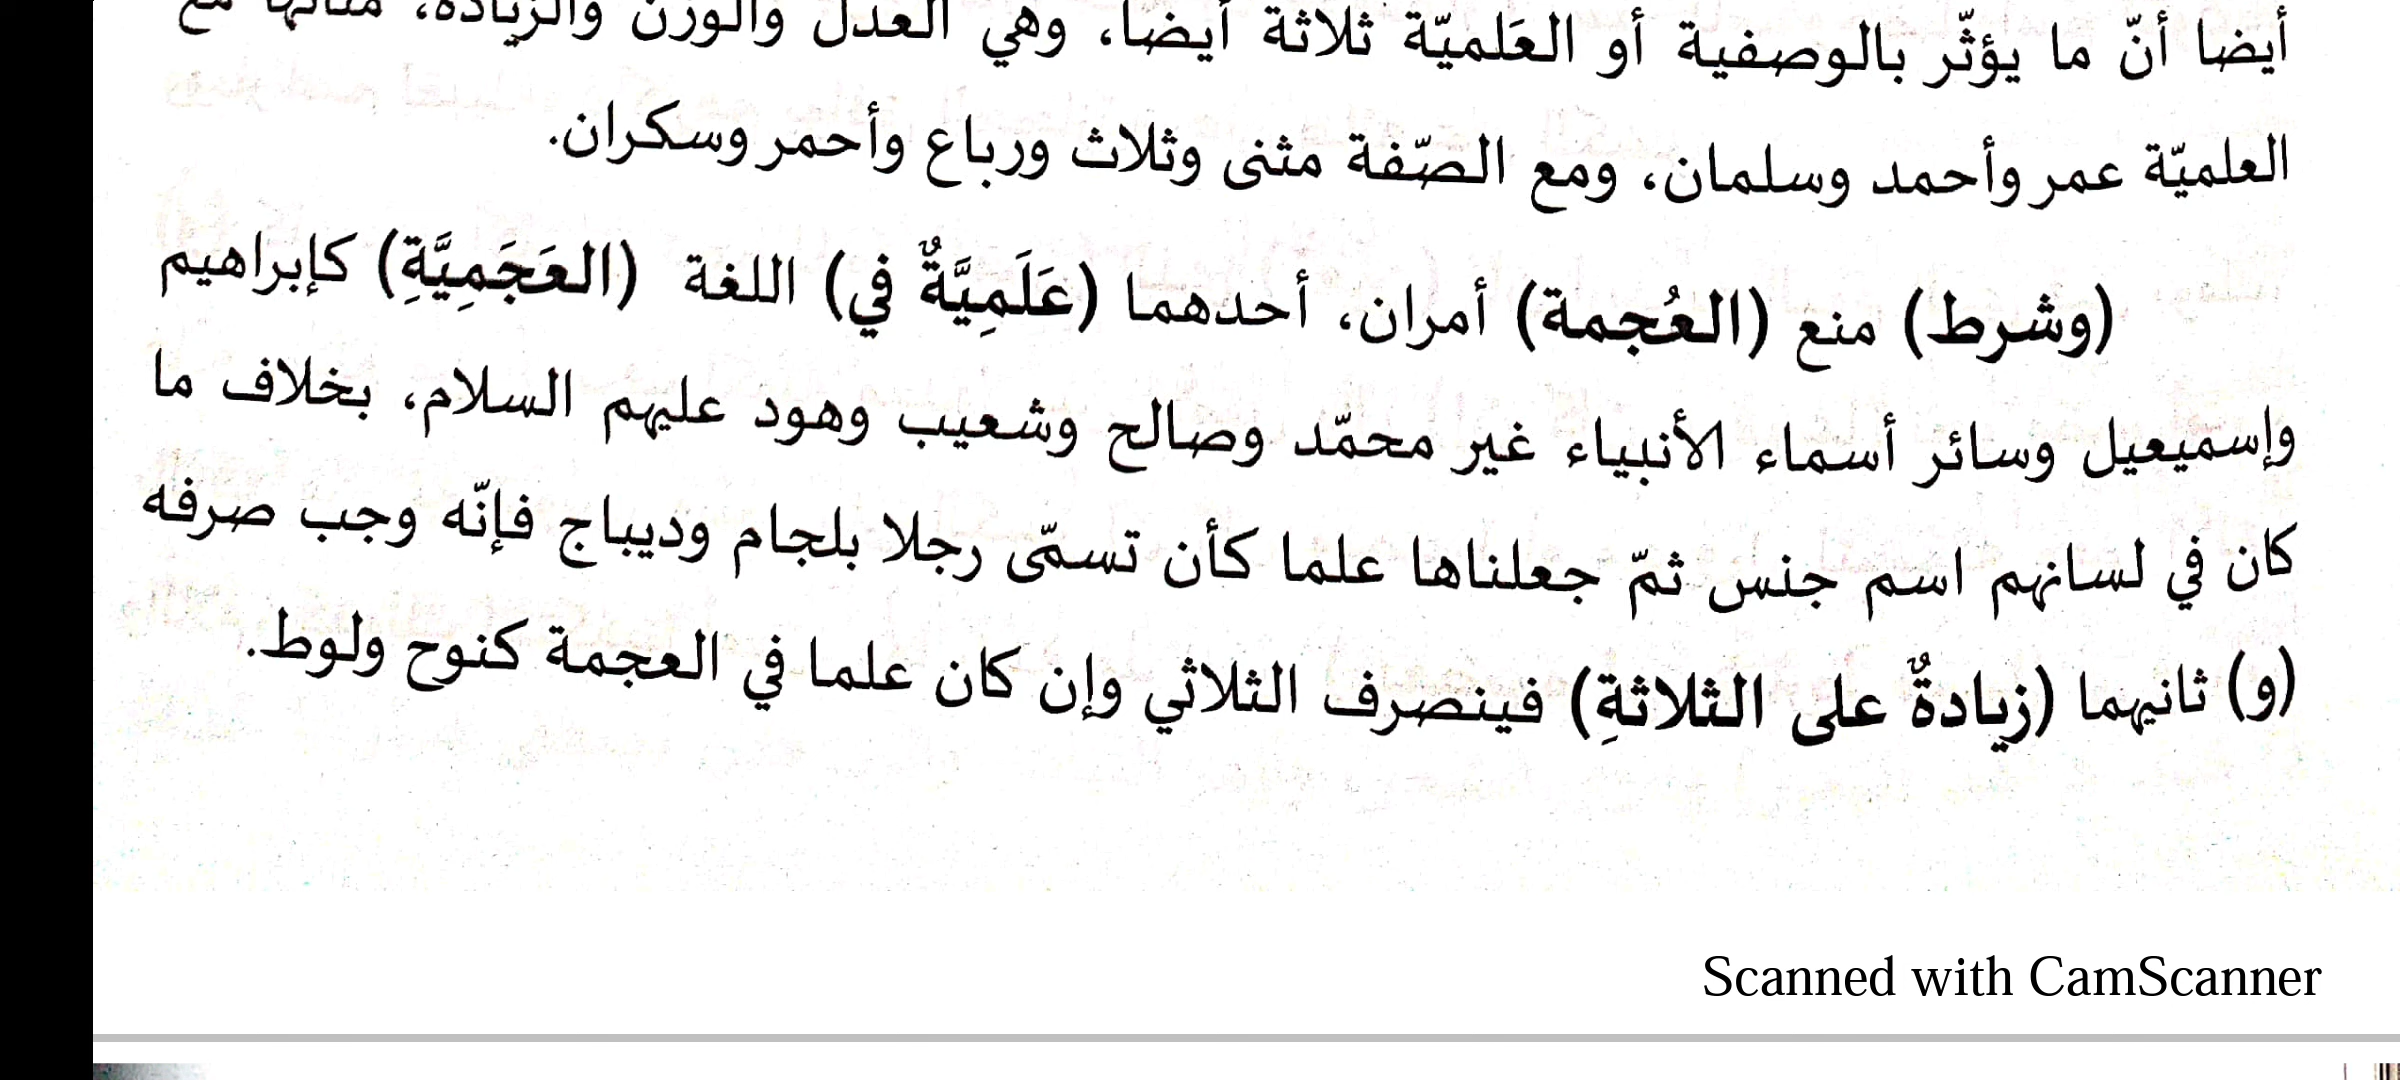 أيضا أنّ ما يؤثّر بالوصفية أو العَلميّة ثلاثة أيضا، وهي العدل والوزن والزيادة، مثالها مع
العلميّة عمر وأحمد وسلمان، ومع الصّفة مثنى وثلاث ورباع وأحمر وسكران.
(وشرط) منع (العُجمة) أمران، أحدهما (عَلَمِيَّةٌ في) اللغة (العَجَمِيَّةِ) كإبراهيم
وإسميعيل وسائر أسماء الأنبياء غير محمّد وصالح وشعيب وهود عليهم السلام، بخلاف ما
كان في لسانهم اسم جنس ثمّ جعلناها علما كأن تسمّى رجلا بلجام وديباج فإنّه وجب صرفه
(و) ثانيهما (زيادةٌ على الثلاثةِ) فينصرف الثلاثي وإن كان علما في العجمة كنوح ولوط.
Scanned with CamScanner